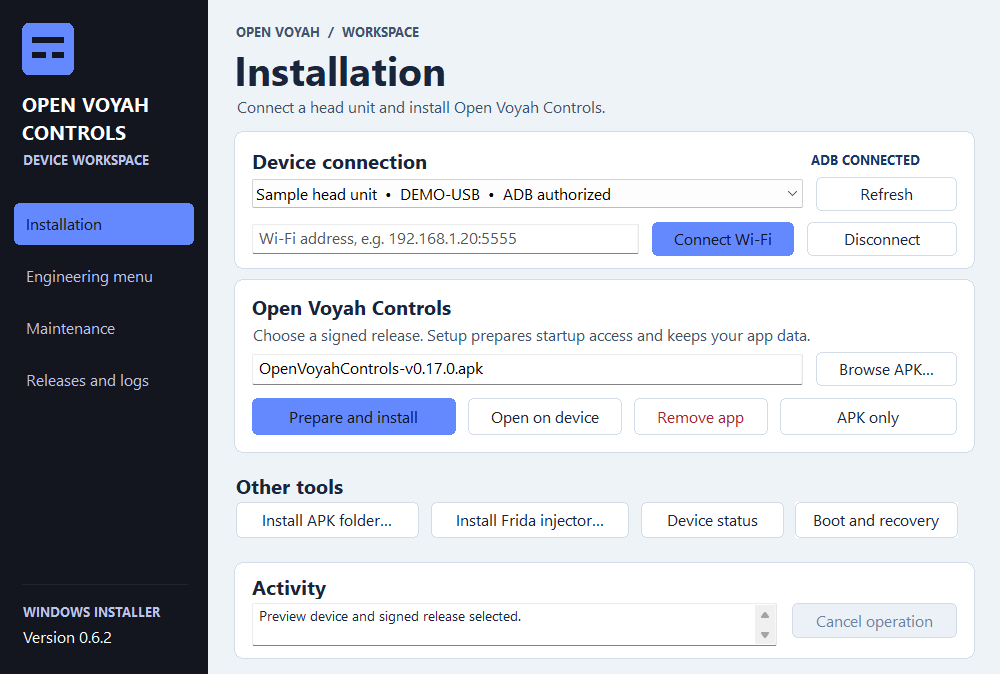 OPEN VOYAH
CONTROLS
DEVICE WORKSPACE
Installation
Engineering menu
Maintenance
Releases and logs
WINDOWS INSTALLER
Version 0.6.2
OPEN VOYAH / WORKSPACE
Installation
Connect a head unit and install Open Voyah Controls.
Device connection
ADB CONNECTED
Sample head unit • DEMO-USB • ADB authorized
Refresh
Wi-Fi address, e.g. 192.168.1.20:5555
Connect Wi-Fi
Disconnect
Open Voyah Controls
Choose a signed release. Setup prepares startup access and keeps your app data.
OpenVoyahControls-v0.17.0.apk
Browse APK...
Prepare and install
Open on device
Remove app
APK only
Other tools
Install APK folder...
Install Frida injector...
Device status
Boot and recovery
Activity
Preview device and signed release selected.
Cancel operation